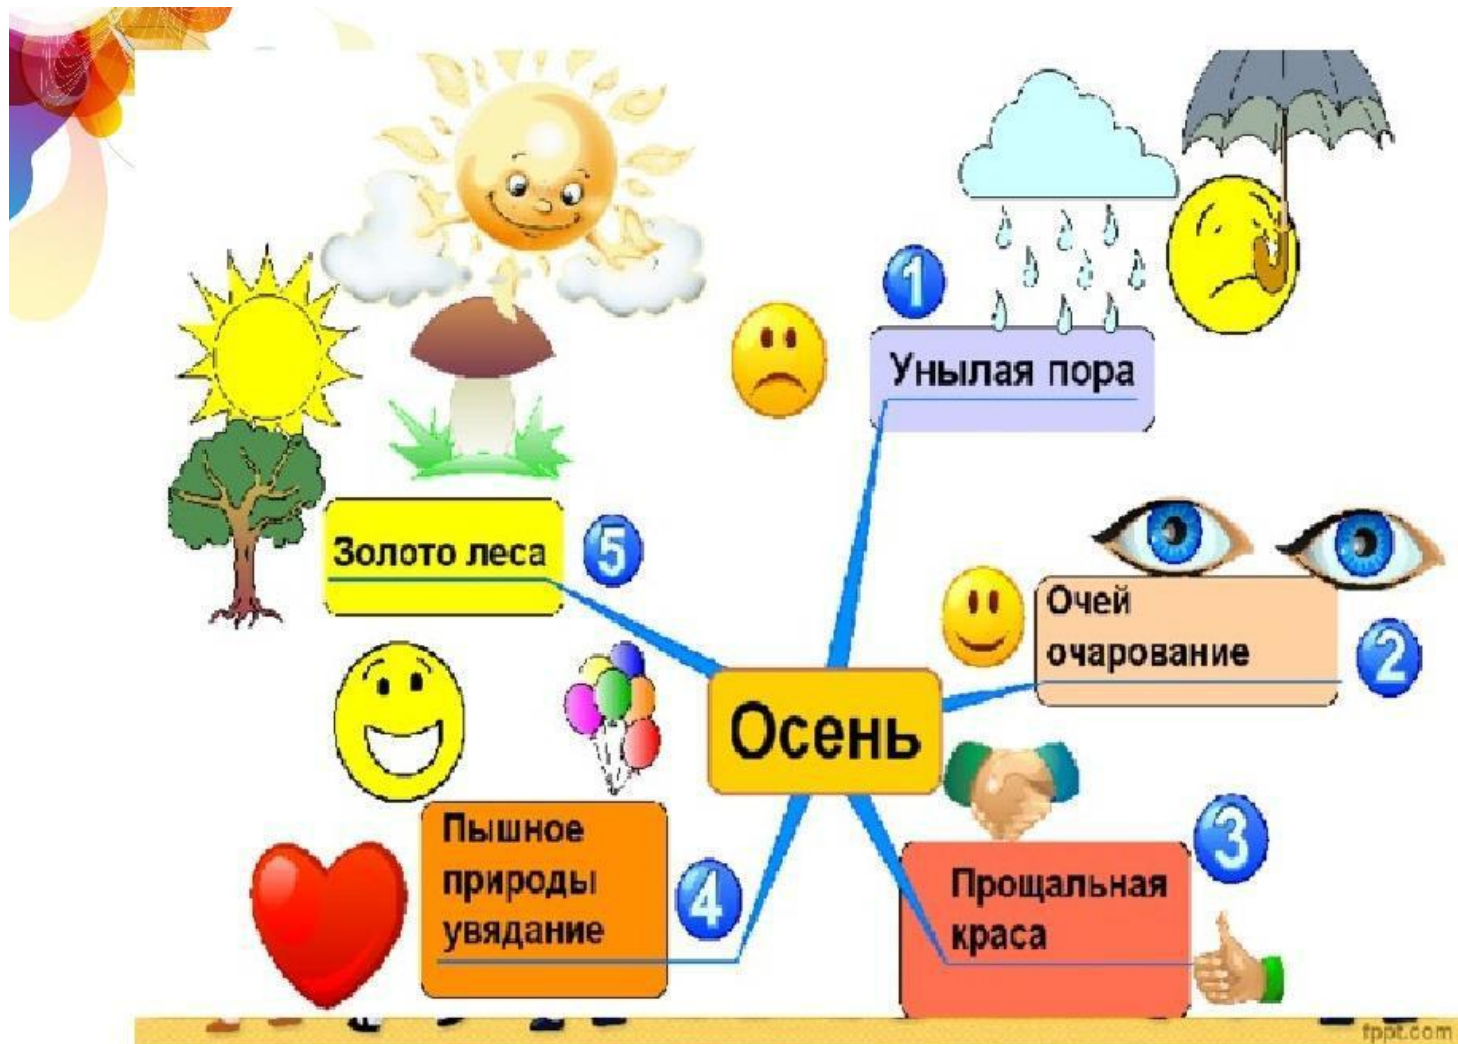 1
Унылая пора
Очей
очарование
2
Осень
3
Прощальная
краса
4
Пышное
природы
увядание
5
Золото леса
fppt.com